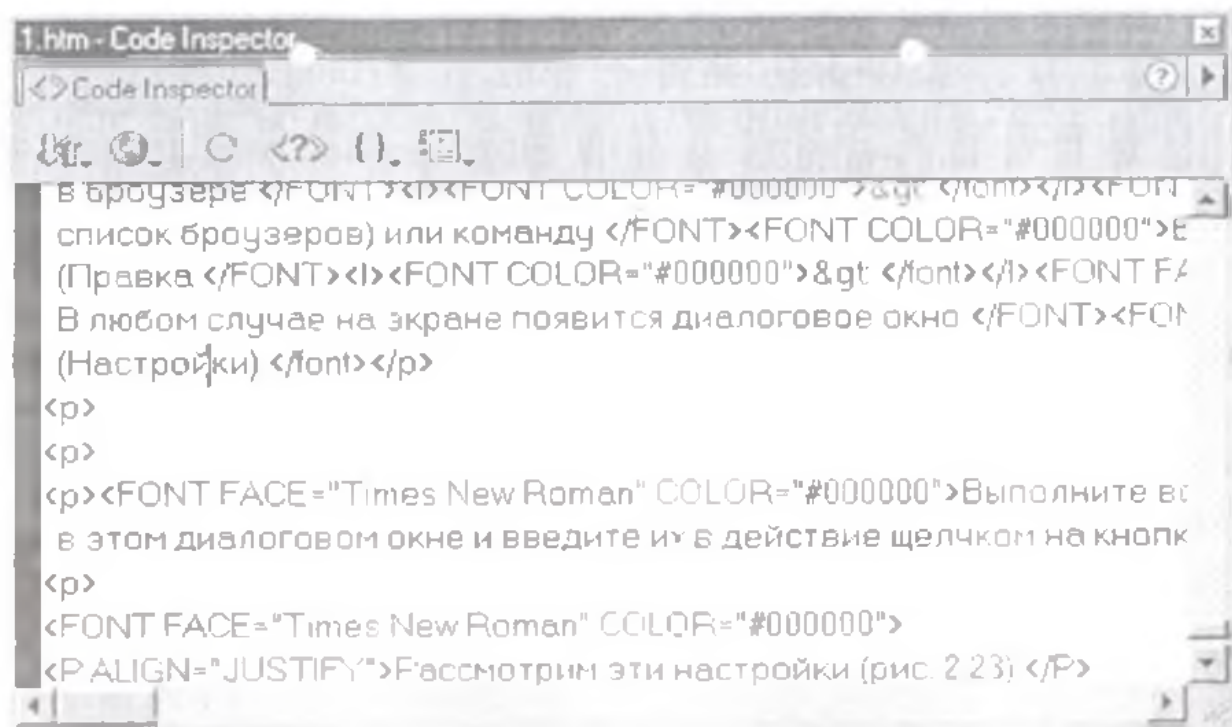 1.htm - Code Inspector
<>Code Inspector
в броузере </FONT><I><FONT COLOR="#000000">&gt </font></I><FON
список броузеров) или команду </FONT><FONT COLOR="#000000">
(Правка </FONT><I><FONT COLOR="#000000">&gt </font></I><FONT FA
В любом случае на экране появится диалоговое окно </FONT><FON
(Настройки) </font></p>
<p>
<p>
<p><FONT FACE="Times New Roman" COLOR="#000000">Выполните вс
в этом диалоговом окне и введите их в действие щелчком на кнопк
<p>
<FONT FACE="Times New Roman" COLOR="#000000">
<P ALIGN="JUSTIFY">Рассмотрим эти настройки (рис. 2.23) </P>